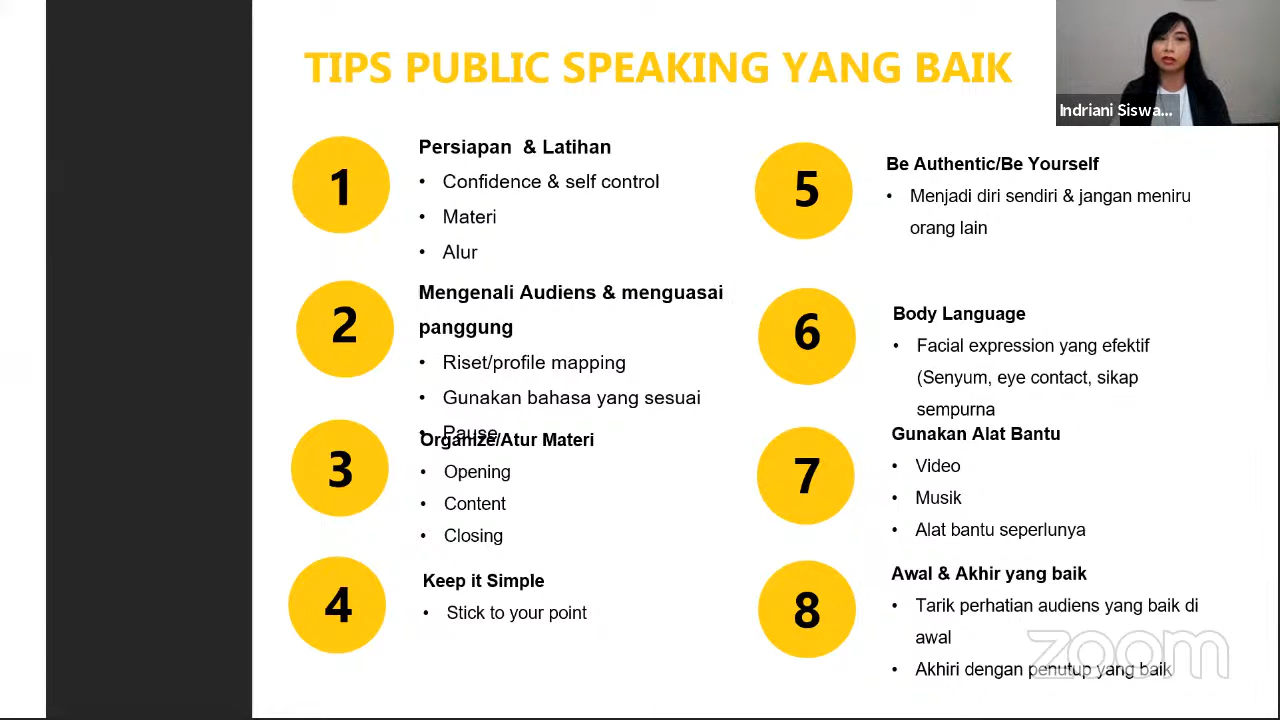 TIPS PUBLIC SPEAKING YANG BAIK
Indriani Siswa...
1
Persiapan & Latihan
• Confidence & self control
• Materi
• Alur
2
Mengenali Audiens & menguasai
panggung
• Riset/profile mapping
• Gunakan bahasa yang sesuai
• Pause
3
Organize/Atur Materi
• Opening
• Content
• Closing
4
Keep it Simple
• Stick to your point
5
Be Authentic/Be Yourself
• Menjadi diri sendiri & jangan meniru
orang lain
6
Body Language
• Facial expression yang efektif
(Senyum, eye contact, sikap
sempurna
7
Gunakan Alat Bantu
• Video
• Musik
• Alat bantu seperlunya
8
Awal & Akhir yang baik
• Tarik perhatian audiens yang baik di
awal
• Akhiri dengan penutup yang baik
zoom